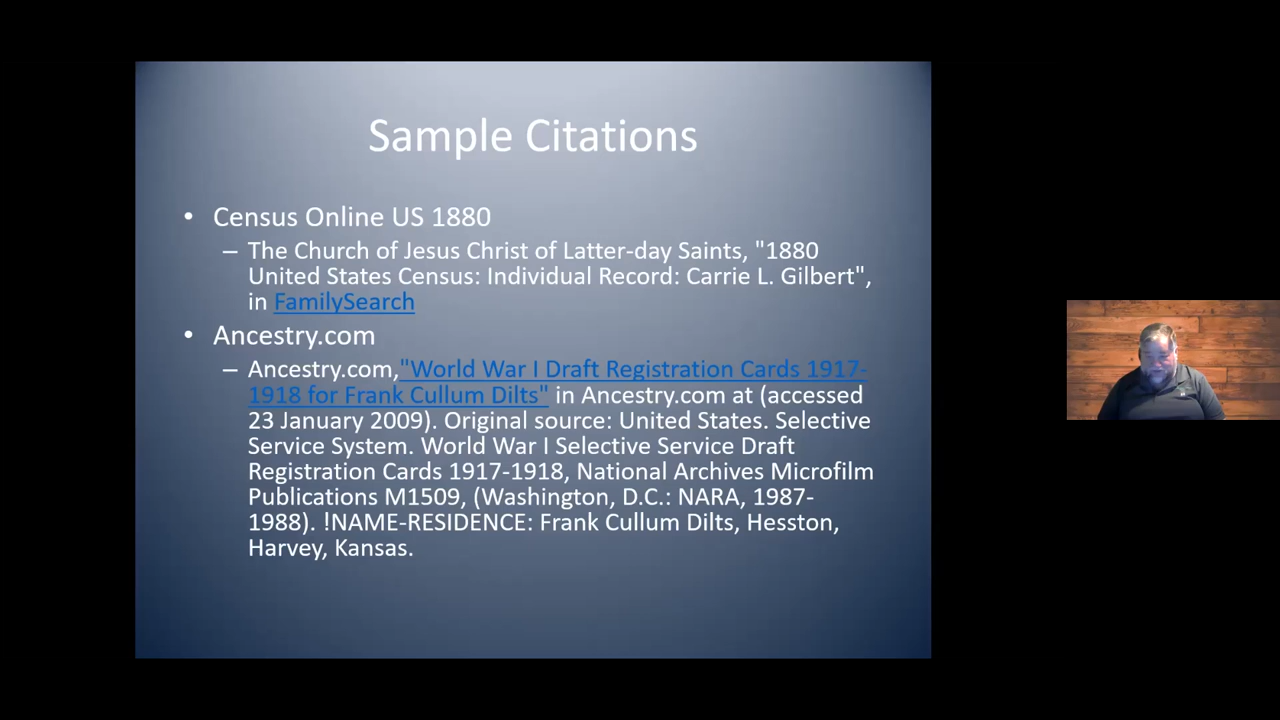 Sample Citations
• Census Online US 1880
– The Church of Jesus Christ of Latter-day Saints, "1880
United States Census: Individual Record: Carrie L. Gilbert",
in FamilySearch
• Ancestry.com
– Ancestry.com,"World War I Draft Registration Cards 1917-
1918 for Frank Cullum Dilts" in Ancestry.com at (accessed
23 January 2009). Original source: United States. Selective
Service System. World War I Selective Service Draft
Registration Cards 1917-1918, National Archives Microfilm
Publications M1509, (Washington, D.C.: NARA, 1987-
1988). !NAME-RESIDENCE: Frank Cullum Dilts, Hesston,
Harvey, Kansas.